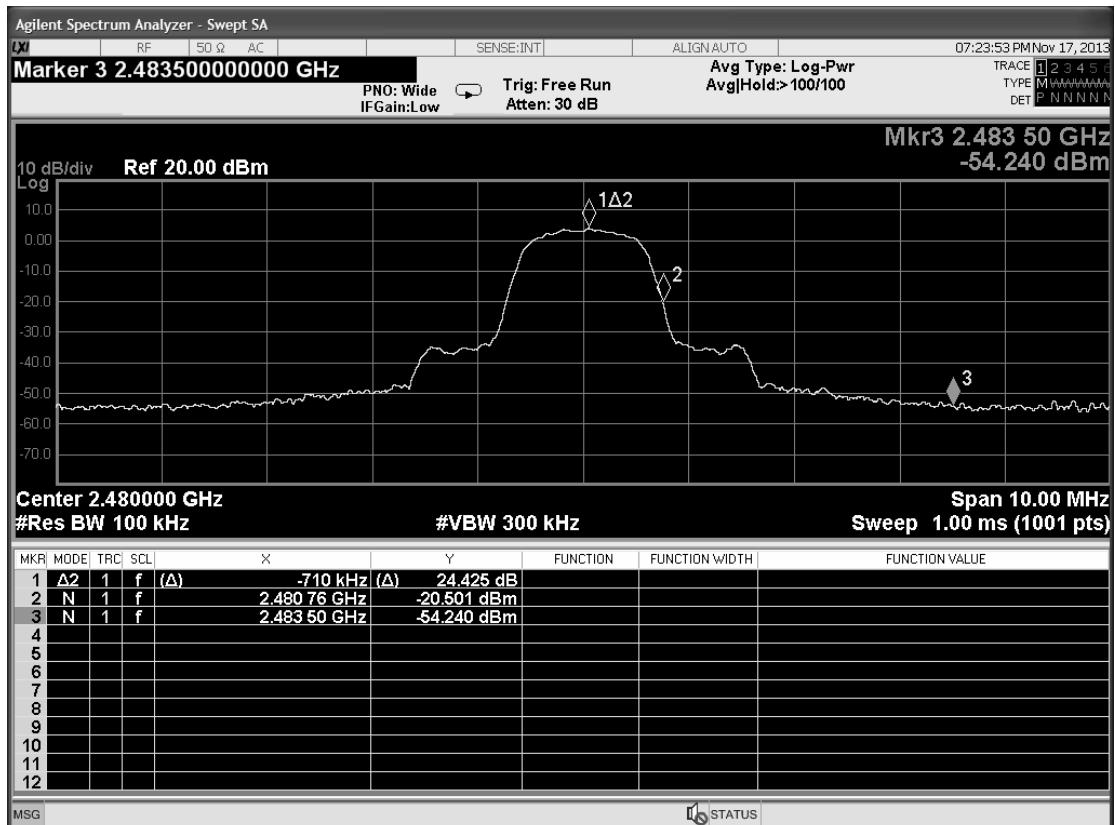 Agilent Spectrum Analyzer - Swept SA
LXI RF 50 Ω AC SENSE:INT ALIGN AUTO 07:23:53 PM Nov 17, 2013
Marker 3 2.483500000000 GHz
PNO: Wide
IFGain:Low
Trig: Free Run
Atten: 30 dB
Avg Type: Log-Pwr
Avg|Hold:>100/100
TRACE 1 2 3 4 5 6
TYPE M
DET P N N N N N
Mkr3 2.483 50 GHz
-54.240 dBm
10 dB/div Ref 20.00 dBm
Log
10.0
0.00
-10.0
-20.0
-30.0
-40.0
-50.0
-60.0
-70.0
1Δ2
2
3
Center 2.480000 GHz Span 10.00 MHz
#Res BW 100 kHz #VBW 300 kHz Sweep 1.00 ms (1001 pts)
MKR MODE TRC SCL X Y FUNCTION FUNCTION WIDTH FUNCTION VALUE
1 Δ2 1 f (Δ) -710 kHz (Δ) 24.425 dB
2 N 1 f 2.480 76 GHz -20.501 dBm
3 N 1 f 2.483 50 GHz -54.240 dBm
4
5
6
7
8
9
10
11
12
MSG STATUS